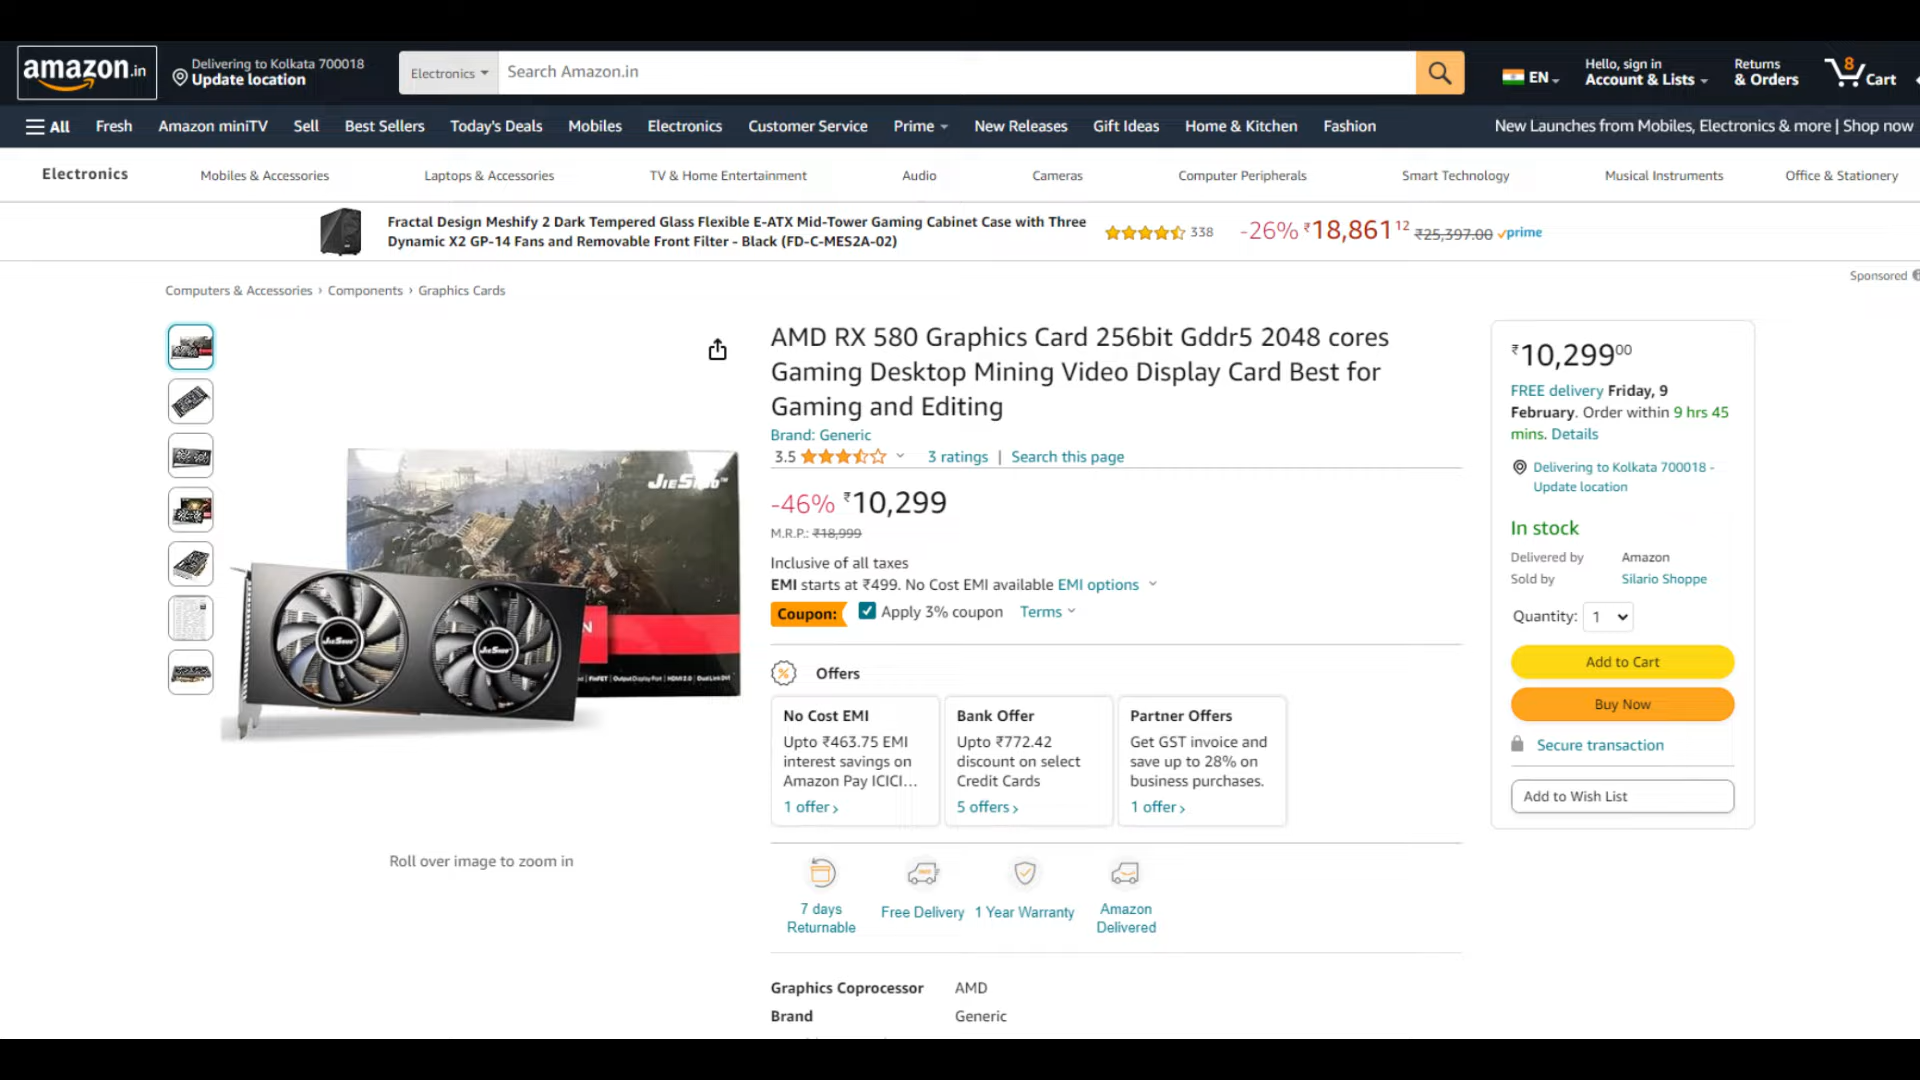 amazon.in
Delivering to Kolkata 700018
Update location
Electronics
Search Amazon.in
EN
Hello, sign in
Account & Lists
Returns
& Orders
8
Cart
All
Fresh
Amazon miniTV
Sell
Best Sellers
Today's Deals
Mobiles
Electronics
Customer Service
Prime
New Releases
Gift Ideas
Home & Kitchen
Fashion
New Launches from Mobiles, Electronics & more | Shop now
Electronics
Mobiles & Accessories
Laptops & Accessories
TV & Home Entertainment
Audio
Cameras
Computer Peripherals
Smart Technology
Musical Instruments
Office & Stationery
Fractal Design Meshify 2 Dark Tempered Glass Flexible E-ATX Mid-Tower Gaming Cabinet Case with Three
Dynamic X2 GP-14 Fans and Removable Front Filter - Black (FD-C-MES2A-02)
338
-26% ₹18,86112 ₹25,397.00 prime
Sponsored
Computers & Accessories › Components › Graphics Cards
AMD RX 580 Graphics Card 256bit Gddr5 2048 cores
Gaming Desktop Mining Video Display Card Best for
Gaming and Editing
Brand: Generic
3.5
3 ratings | Search this page
-46% ₹10,299
M.R.P.: ₹18,999
Inclusive of all taxes
EMI starts at ₹499. No Cost EMI available EMI options
Coupon: Apply 3% coupon Terms
Offers
No Cost EMI
Upto ₹463.75 EMI
interest savings on
Amazon Pay ICICI…
1 offer ›
Bank Offer
Upto ₹772.42
discount on select
Credit Cards
5 offers ›
Partner Offers
Get GST invoice and
save up to 28% on
business purchases.
1 offer ›
7 days
Returnable
Free Delivery
1 Year Warranty
Amazon
Delivered
Graphics Coprocessor AMD
Brand Generic
Roll over image to zoom in
₹10,29900
FREE delivery Friday, 9
February. Order within 9 hrs 45
mins. Details
Delivering to Kolkata 700018 -
Update location
In stock
Delivered by Amazon
Sold by Silario Shoppe
Quantity: 1
Add to Cart
Buy Now
Secure transaction
Add to Wish List